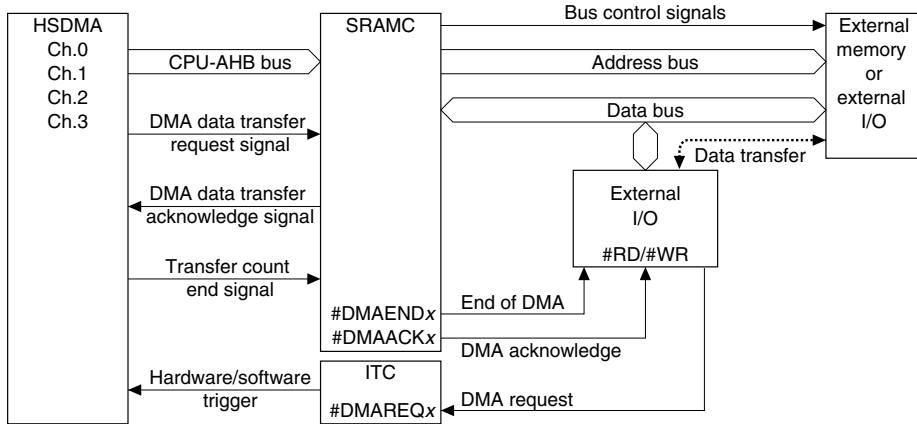 HSDMA
Ch.0
Ch.1
Ch.2
Ch.3
CPU-AHB bus
DMA data transfer
request signal
DMA data transfer
acknowledge signal
Transfer count
end signal
Hardware/software
trigger
SRAMC
#DMAENDx
#DMAACKx
ITC
#DMAREQx
Bus control signals
Address bus
Data bus
Data transfer
External
memory
or
external
I/O
External
I/O
#RD/#WR
End of DMA
DMA acknowledge
DMA request